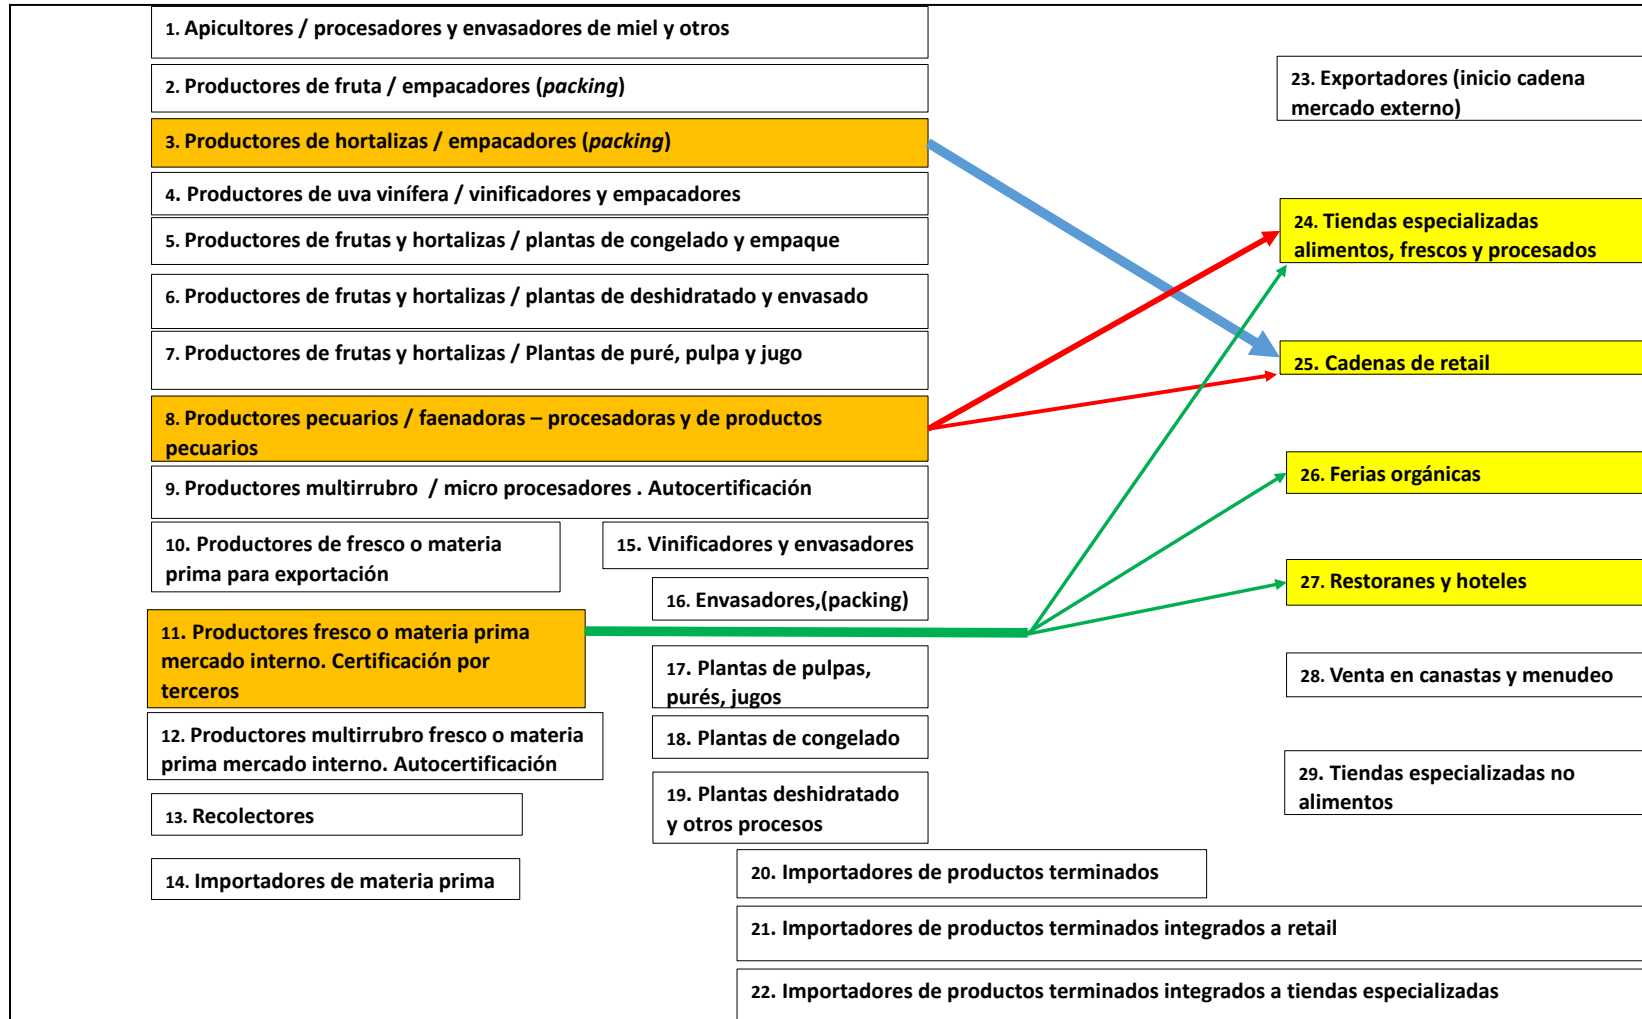 1. Apicultores / procesadores y envasadores de miel y otros
2. Productores de fruta / empacadores (packing)
3. Productores de hortalizas / empacadores (packing)
4. Productores de uva vinífera / vinificadores y empacadores
5. Productores de frutas y hortalizas / plantas de congelado y empaque
6. Productores de frutas y hortalizas / plantas de deshidratado y envasado
7. Productores de frutas y hortalizas / Plantas de puré, pulpa y jugo
8. Productores pecuarios / faenadoras – procesadoras y de productos
pecuarios
9. Productores multirrubro / micro procesadores . Autocertificación
10. Productores de fresco o materia
prima para exportación
11. Productores fresco o materia prima
mercado interno. Certificación por
terceros
12. Productores multirrubro fresco o materia
prima mercado interno. Autocertificación
13. Recolectores
14. Importadores de materia prima
15. Vinificadores y envasadores
16. Envasadores,(packing)
17. Plantas de pulpas,
purés, jugos
18. Plantas de congelado
19. Plantas deshidratado
y otros procesos
20. Importadores de productos terminados
21. Importadores de productos terminados integrados a retail
22. Importadores de productos terminados integrados a tiendas especializadas
23. Exportadores (inicio cadena
mercado externo)
24. Tiendas especializadas
alimentos, frescos y procesados
25. Cadenas de retail
26. Ferias orgánicas
27. Restoranes y hoteles
28. Venta en canastas y menudeo
29. Tiendas especializadas no
alimentos